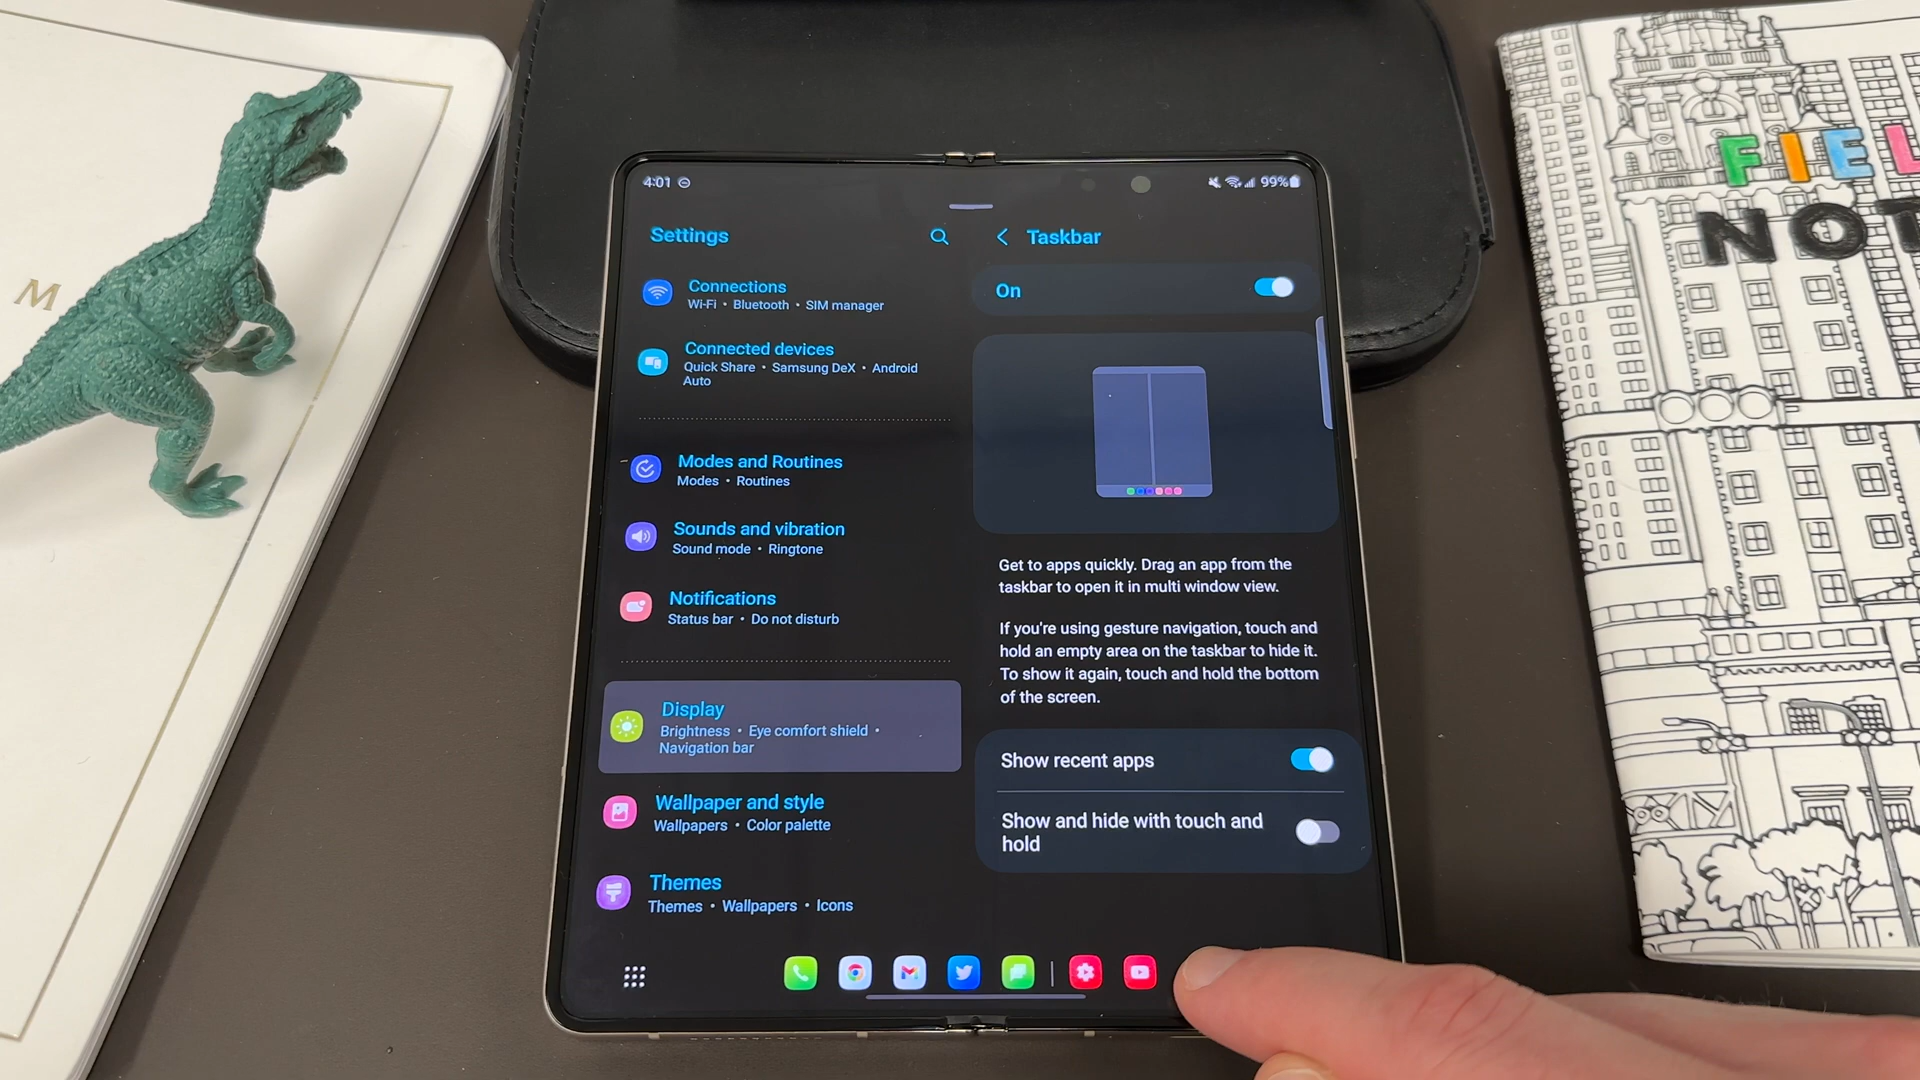 M
FIEL
NOT
4:01
99%
Settings
Connections
Wi-Fi • Bluetooth • SIM manager
Connected devices
Quick Share • Samsung DeX • Android
Auto
Modes and Routines
Modes • Routines
Sounds and vibration
Sound mode • Ringtone
Notifications
Status bar • Do not disturb
Display
Brightness • Eye comfort shield •
Navigation bar
Wallpaper and style
Wallpapers • Color palette
Themes
Themes • Wallpapers • Icons
Taskbar
On
Get to apps quickly. Drag an app from the
taskbar to open it in multi window view.
If you're using gesture navigation, touch and
hold an empty area on the taskbar to hide it.
To show it again, touch and hold the bottom
of the screen.
Show recent apps
Show and hide with touch and
hold